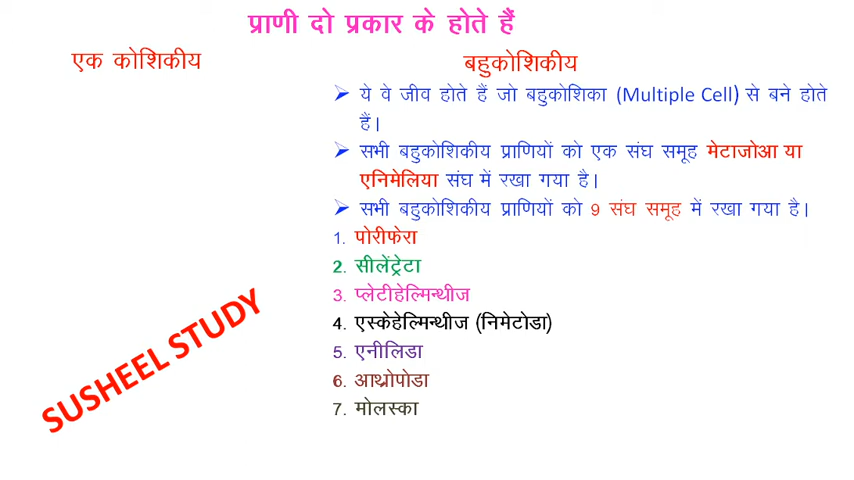 प्राणी दो प्रकार के होते हैं
एक कोशिकीय
बहुकोशिकीय
➢ ये वे जीव होते हैं जो बहुकोशिका (Multiple Cell) से बने होते
हैं।
➢ सभी बहुकोशिकीय प्राणियों को एक संघ समूह मेटाजोआ या
एनिमेलिया संघ में रखा गया है।
➢ सभी बहुकोशिकीय प्राणियों को 9 संघ समूह में रखा गया है।
1. पोरीफेरा
2. सीलेंट्रेटा
3. प्लेटीहेल्मिन्थीज
4. एस्केहेल्मिन्थीज (निमेटोडा)
5. एनीलिडा
6. आथ्रोपोडा
7. मोलस्का
SUSHEEL STUDY